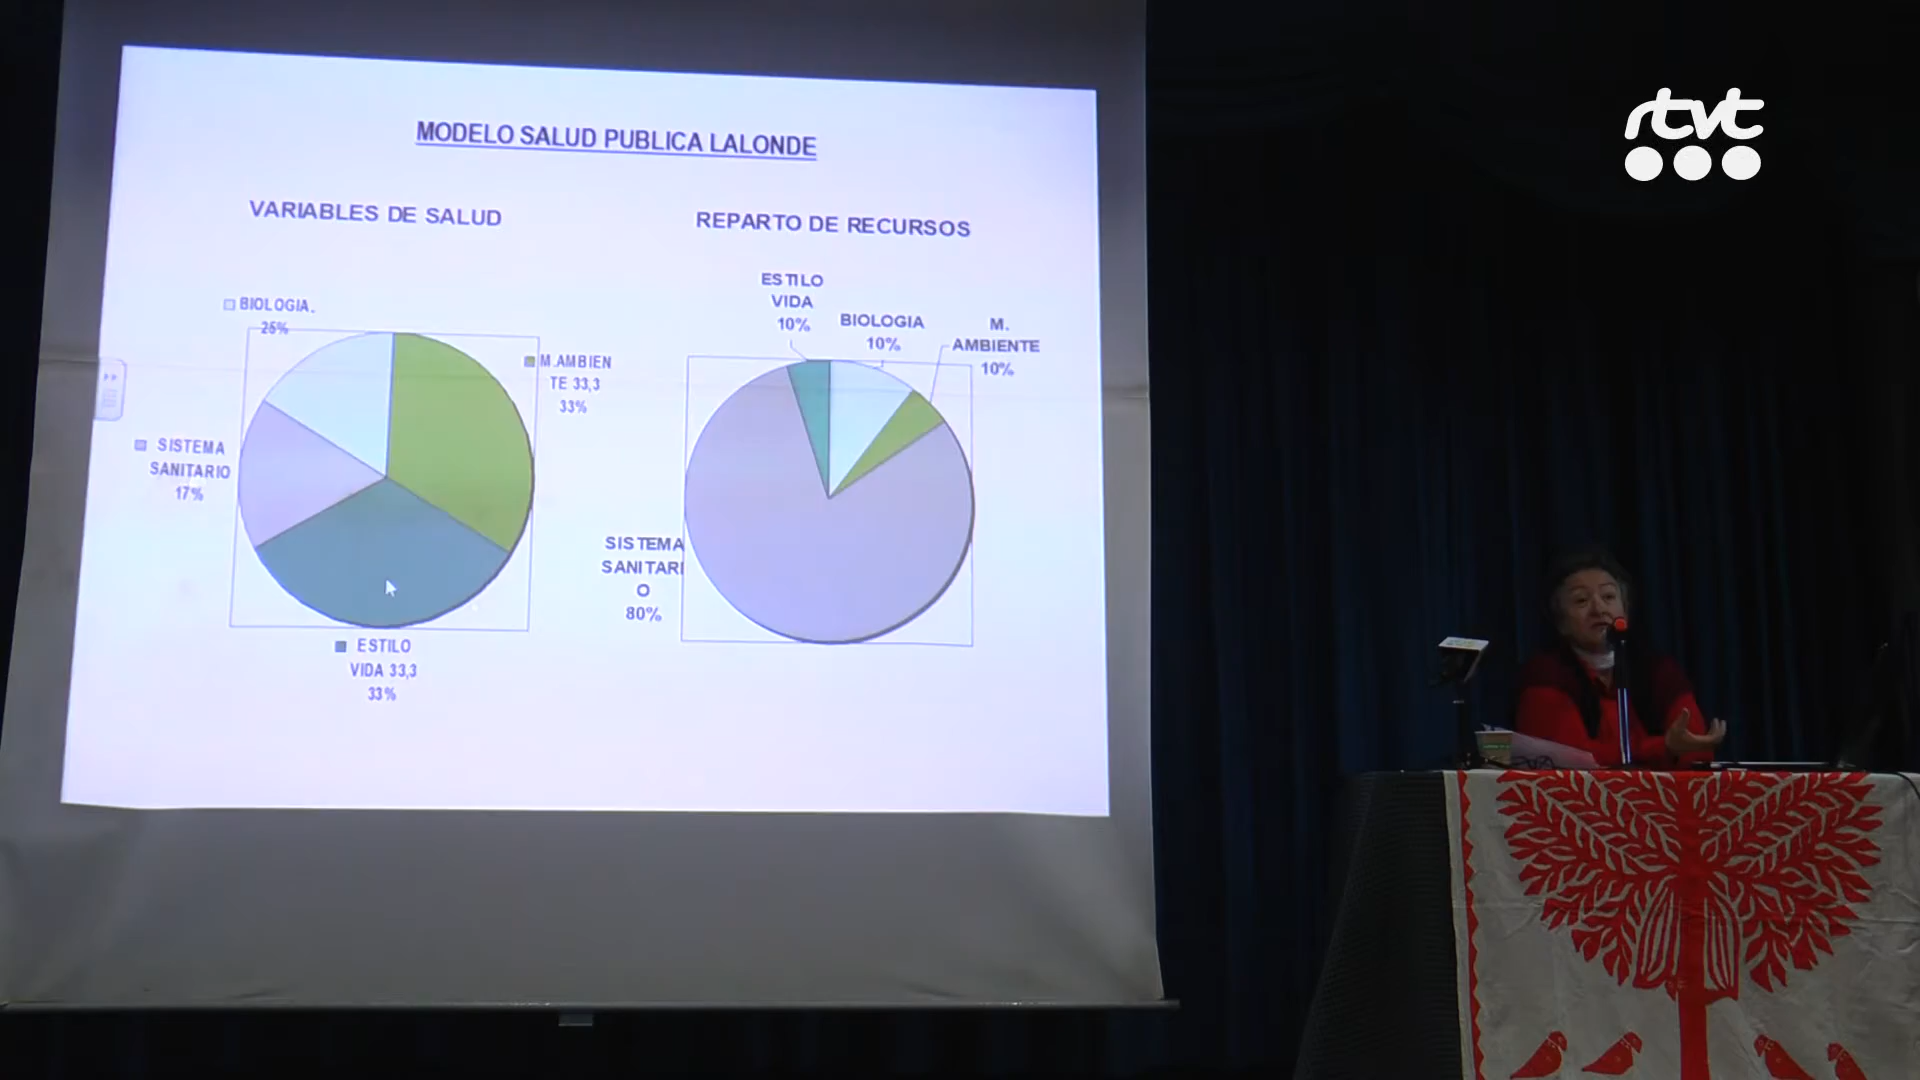 rtvt
MODELO SALUD PUBLICA LALONDE
VARIABLES DE SALUD
BIOLOGIA.
25%
M.AMBIEN
TE 33,3
33%
SISTEMA
SANITARIO
17%
ESTILO
VIDA 33,3
33%
REPARTO DE RECURSOS
ESTILO
VIDA
10%
BIOLOGIA
10%
M.
AMBIENTE
10%
SISTEMA
SANITARI
O
80%